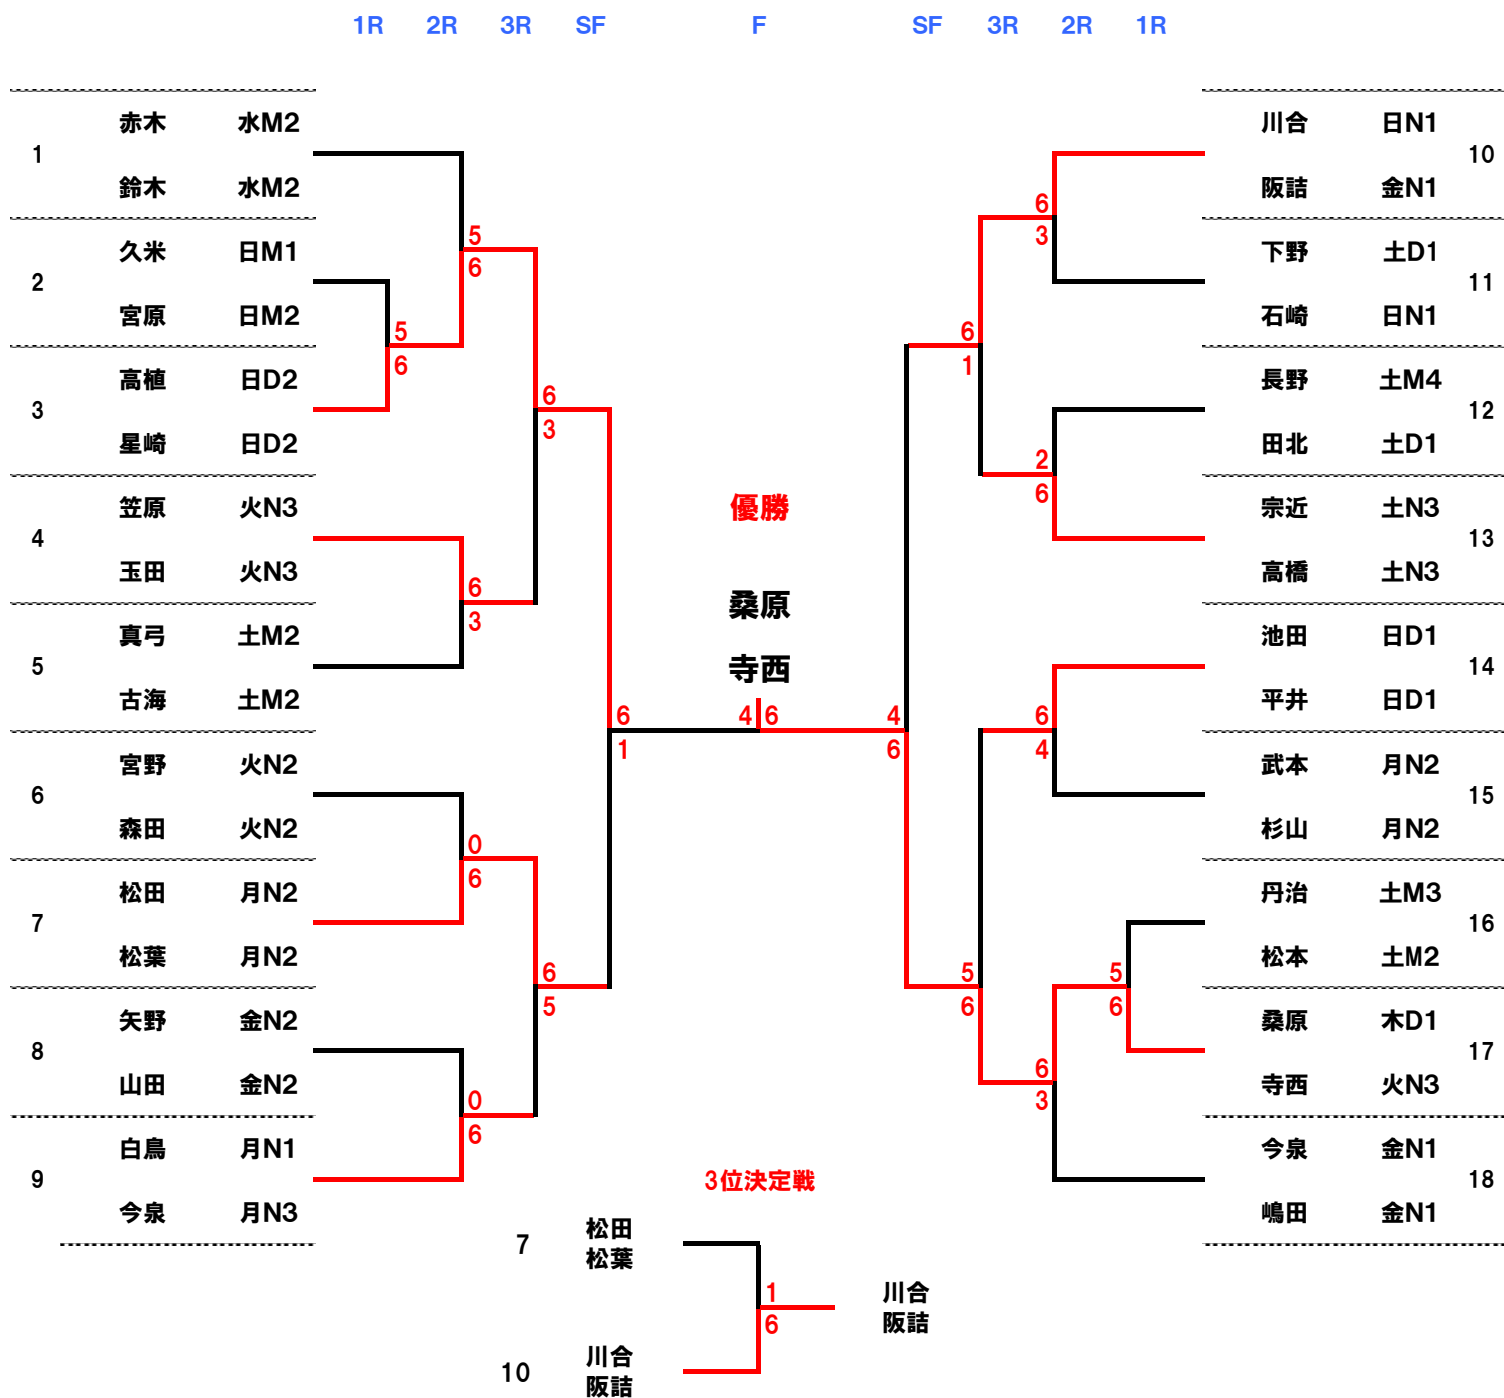 1R 2R 3R SF F SF 3R 2R 1R
赤木 水M2
1
鈴木 水M2
久米 日M1
2
宮原 日M2
高植 日D2
3
星崎 日D2
笠原 火N3
4
玉田 火N3
真弓 土M2
5
古海 土M2
宮野 火N2
6
森田 火N2
松田 月N2
7
松葉 月N2
矢野 金N2
8
山田 金N2
白鳥 月N1
9
今泉 月N3
5
6
5
6
6
3
6
3
0
6
6
5
0
6
6
1
優勝
桑原
寺西
4 6
川合 日N1
10
阪詰 金N1
下野 土D1
11
石崎 日N1
長野 土M4
12
田北 土D1
宗近 土N3
13
高橋 土N3
池田 日D1
14
平井 日D1
武本 月N2
15
杉山 月N2
丹治 土M3
16
松本 土M2
桑原 木D1
17
寺西 火N3
今泉 金N1
18
嶋田 金N1
6
3
6
1
2
6
4
6
6
4
5
6
5
6
6
3
3位決定戦
7
松田
松葉
1
6
川合
阪詰
10
川合
阪詰